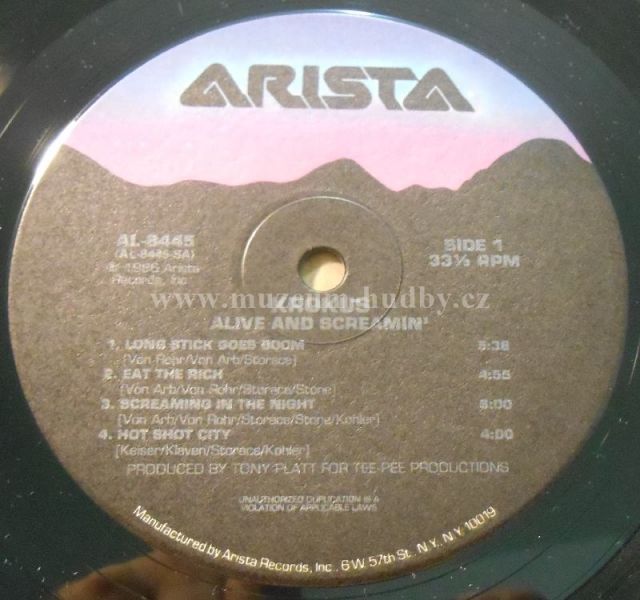 ARISTA
AL-8445
(AL-8445-SA)
℗ 1986 Arista
Records, Inc
SIDE 1
33⅓ RPM
www.muzeum-hudby.cz
KROKUS
ALIVE AND SCREAMIN'
1. LONG STICK GOES BOOM 5:38
[Von Rohr/Von Arb/Storace]
2. EAT THE RICH 4:55
[Von Arb/Von Rohr/Storace/Stone]
3. SCREAMING IN THE NIGHT
[Von Arb/Von Rohr/Storace/Stone/Kohler]
4. HOT SHOT CITY 4:00
[Keiser/Klaven/Storace/Kohler]
PRODUCED BY TONY PLATT FOR TEE-PEE PRODUCTIONS
UNAUTHORIZED DUPLICATION IS A
VIOLATION OF APPLICABLE LAWS
Manufactured by Arista Records, Inc., 6 W. 57th St., N.Y., N.Y. 10019